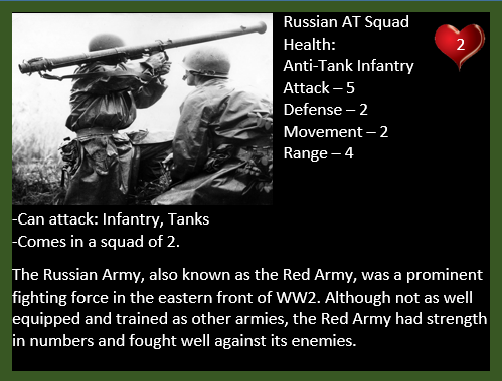 Russian AT Squad
Health:
2
Anti-Tank Infantry
Attack – 5
Defense – 2
Movement – 2
Range – 4
-Can attack: Infantry, Tanks
-Comes in a squad of 2.
The Russian Army, also known as the Red Army, was a prominent
fighting force in the eastern front of WW2. Although not as well
equipped and trained as other armies, the Red Army had strength
in numbers and fought well against its enemies.